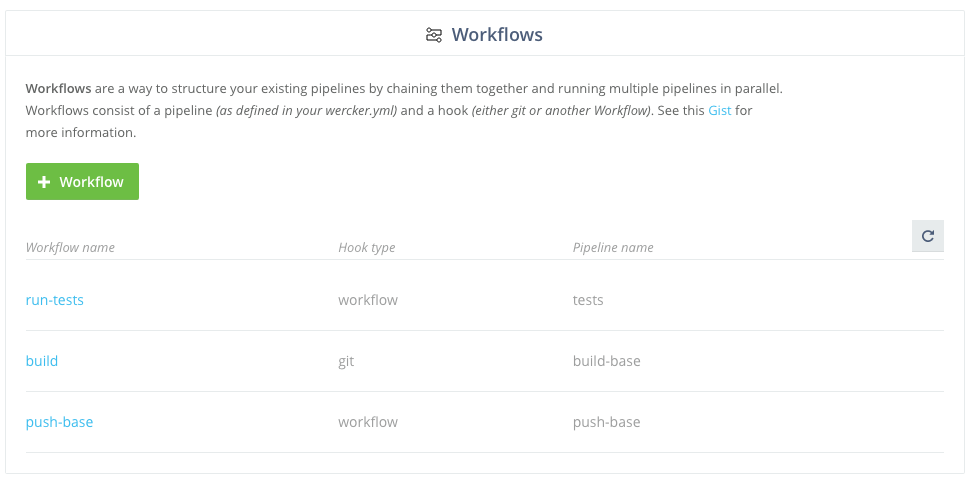 Workflows
Workflows are a way to structure your existing pipelines by chaining them together and running multiple pipelines in parallel.
Workflows consist of a pipeline (as defined in your wercker.yml) and a hook (either git or another Workflow). See this Gist for
more information.
Workflow
Workflow name Hook type Pipeline name
run-tests workflow tests
build git build-base
push-base workflow push-base